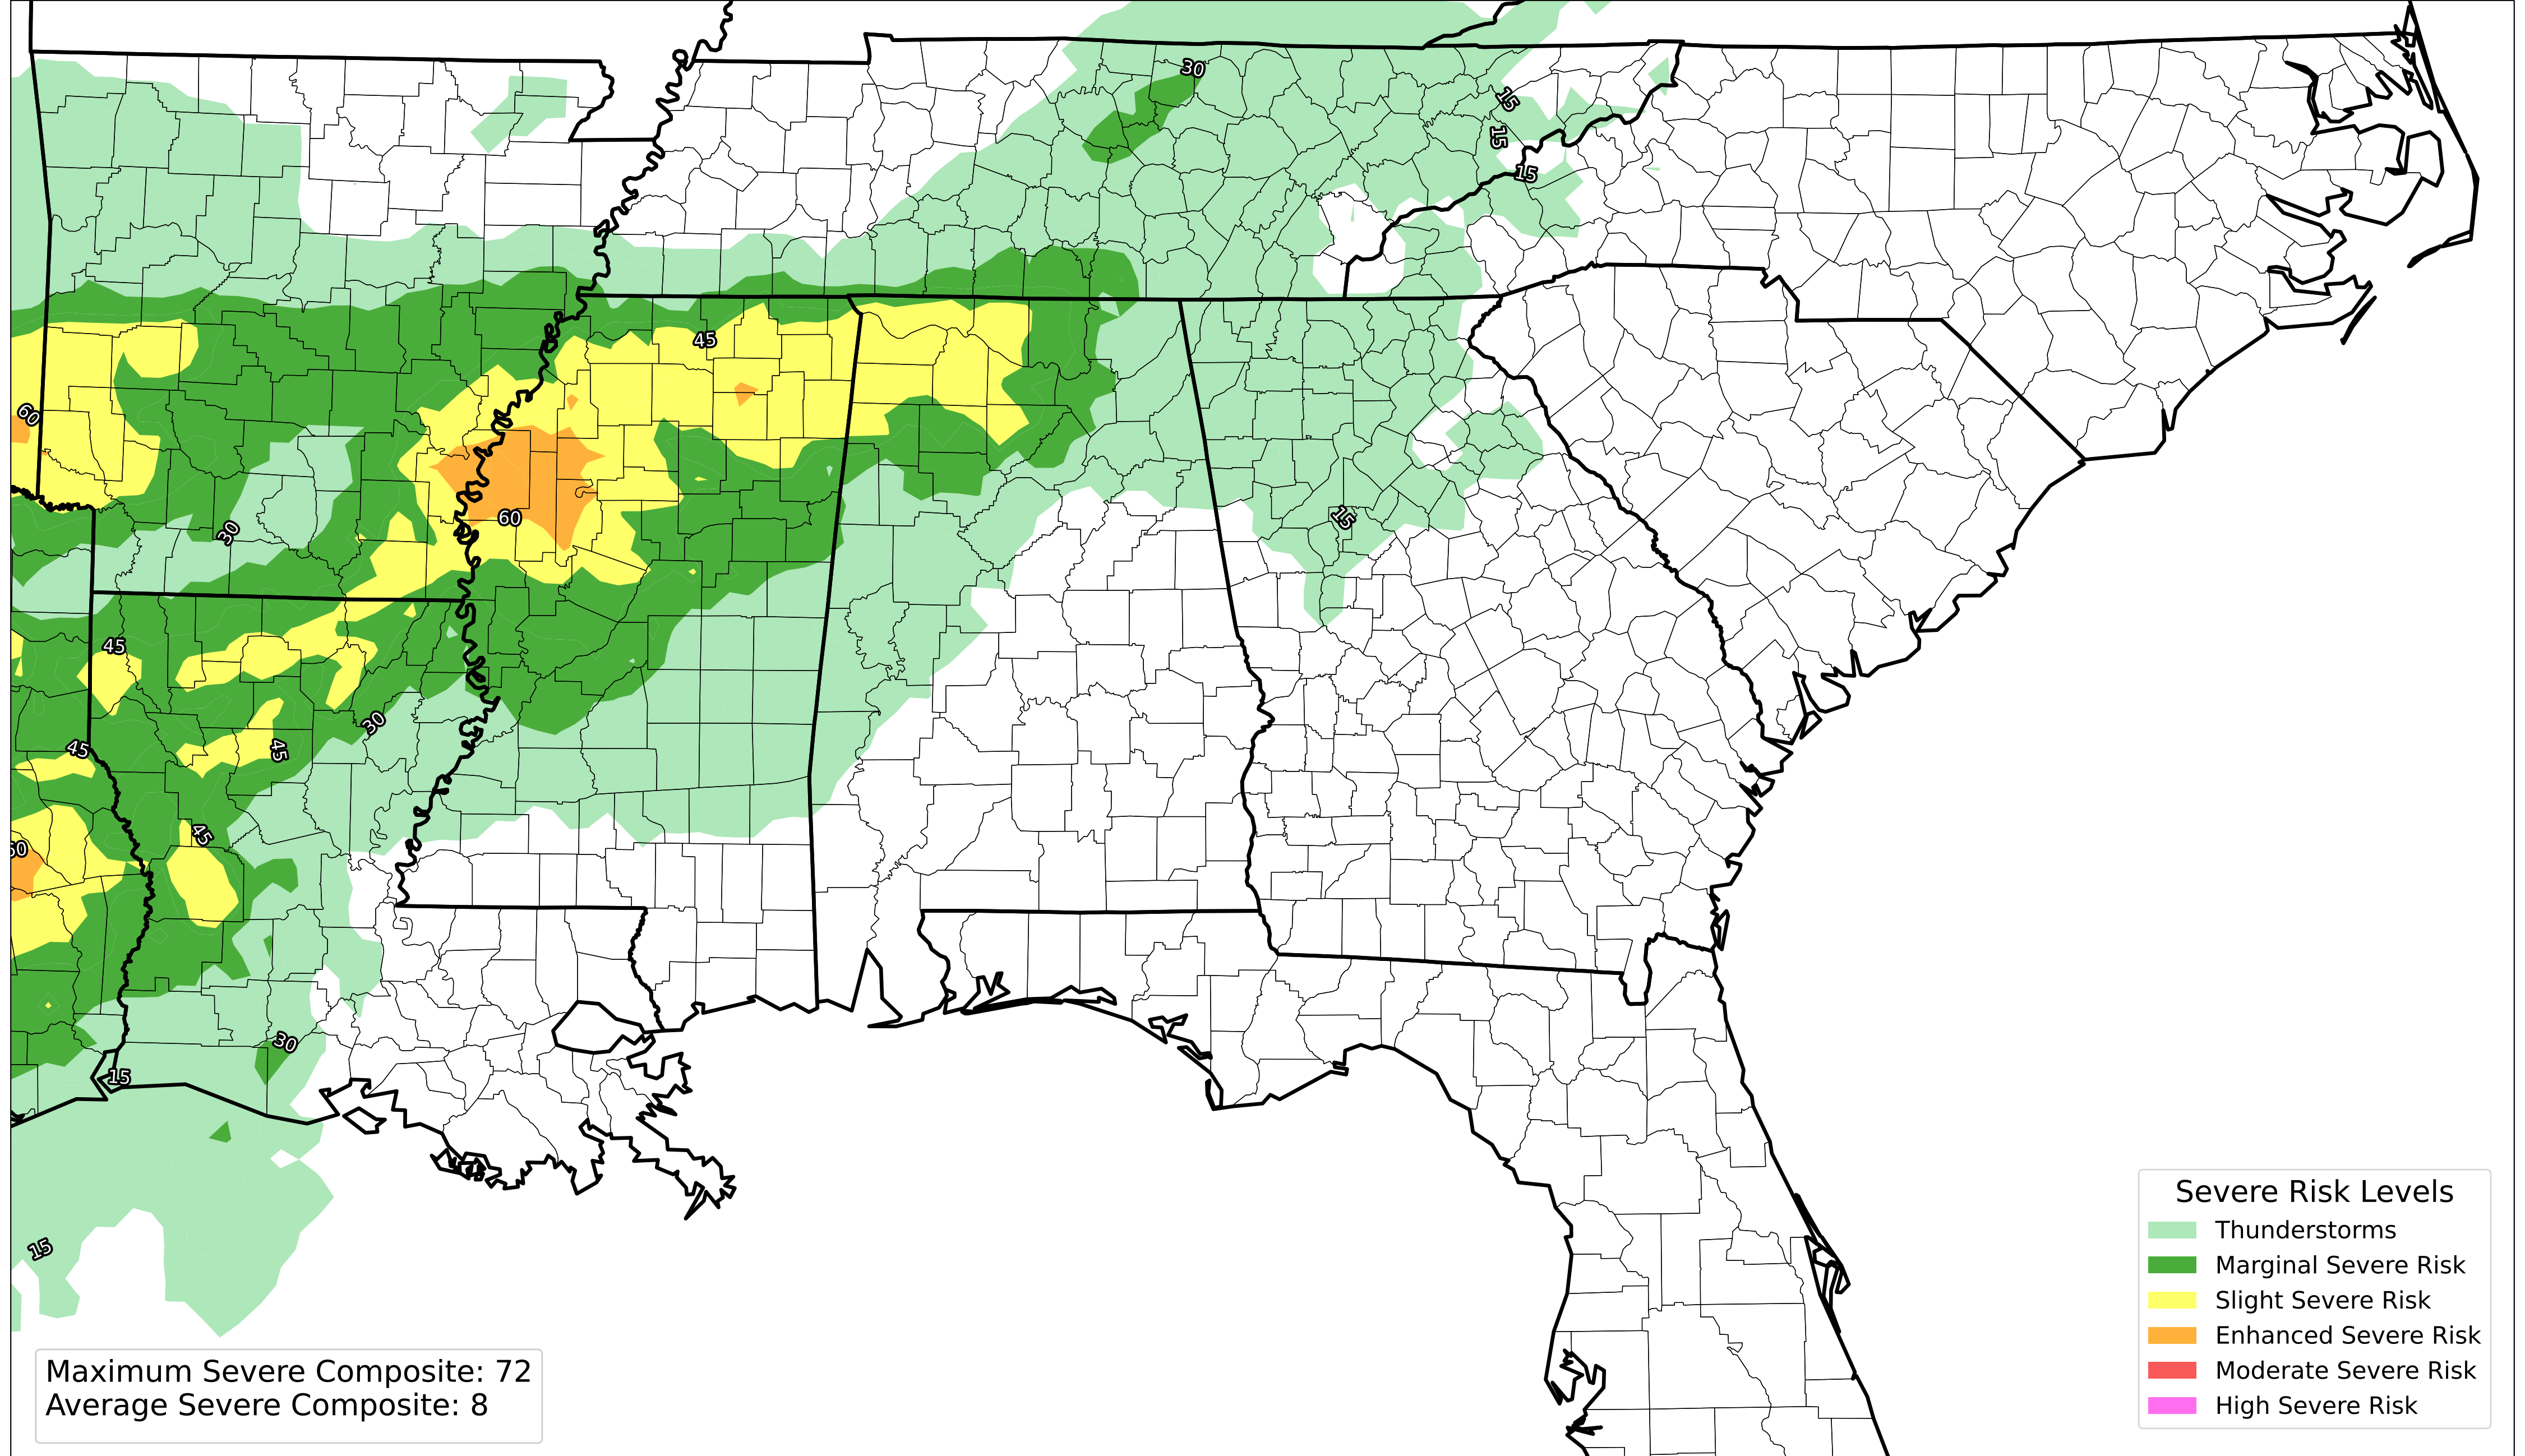 30
15
15
15
45
60
60
30
15
45
30
45
45
45
60
30
15
15
Severe Risk Levels
Thunderstorms
Marginal Severe Risk
Slight Severe Risk
Enhanced Severe Risk
Moderate Severe Risk
High Severe Risk
Maximum Severe Composite: 72
Average Severe Composite: 8